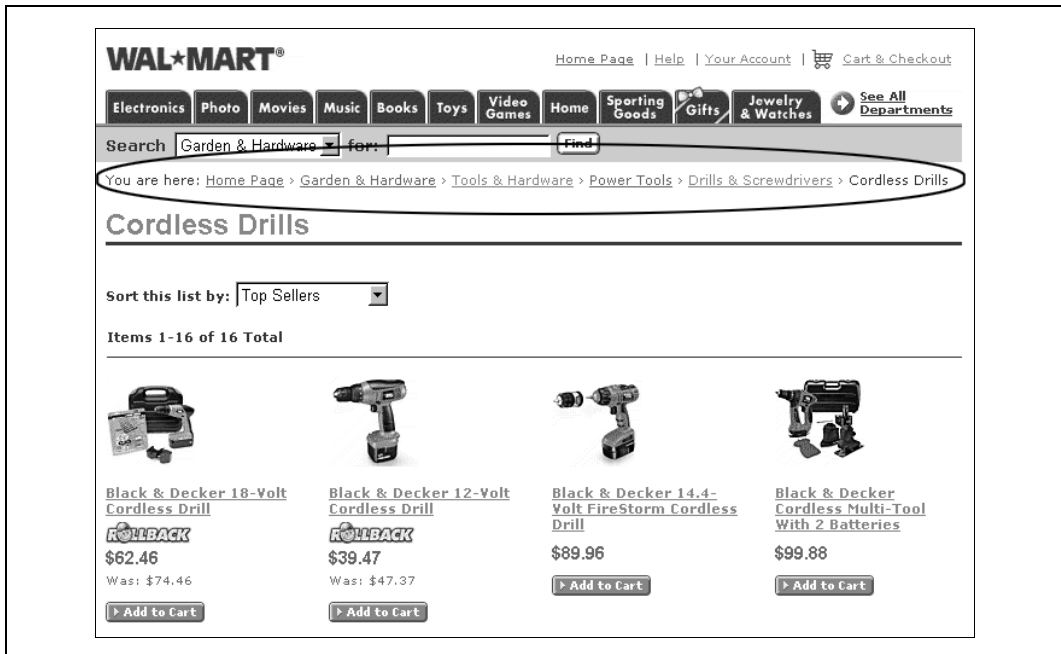 WAL★MART®
Home Page | Help | Your Account | Cart & Checkout
Electronics Photo Movies Music Books Toys Video Games Home Sporting Goods Gifts Jewelry & Watches See All Departments
Search Garden & Hardware for: Find
You are here: Home Page › Garden & Hardware › Tools & Hardware › Power Tools › Drills & Screwdrivers › Cordless Drills
Cordless Drills
Sort this list by: Top Sellers
Items 1-16 of 16 Total
Black & Decker 18-Volt Cordless Drill
ROLLBACK
$62.46
Was: $74.46
Add to Cart
Black & Decker 12-Volt Cordless Drill
ROLLBACK
$39.47
Was: $47.37
Add to Cart
Black & Decker 14.4-Volt FireStorm Cordless Drill
$89.96
Add to Cart
Black & Decker Cordless Multi-Tool With 2 Batteries
$99.88
Add to Cart